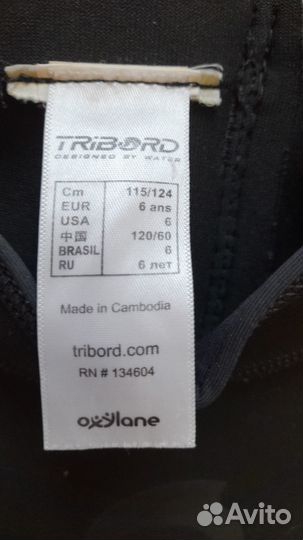 TRIBORD
DESIGNED BY WATER
Cm 115/124
EUR 6 ans
USA 6
中国 120/60
BRASIL 6
RU 6 лет
Made in Cambodia
tribord.com
RN # 134604
oxylane
Avito